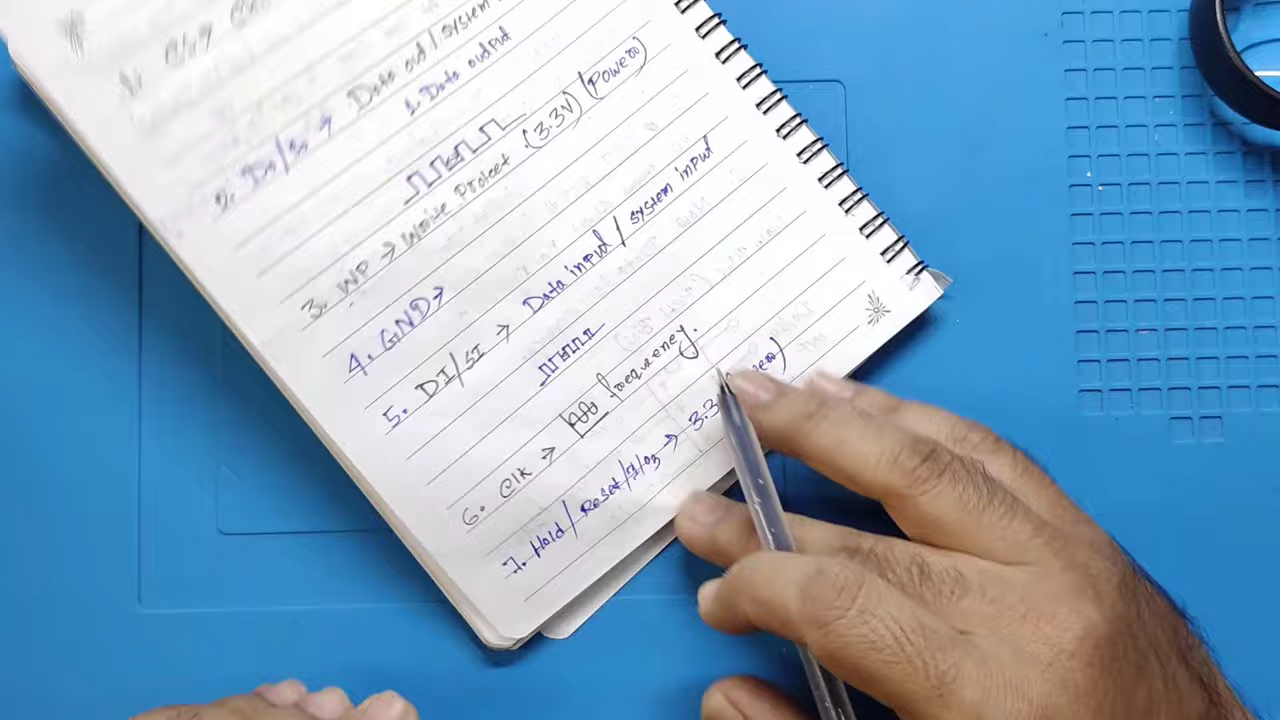 2. Do/So → Data out / System
1. Data output
3. WP → Write Protect .(3.3V) (Power)
4. GND →
5. DI/SI → Data input / System input
6. Clk → frequency.
7. Hold / Reset / → 3.3